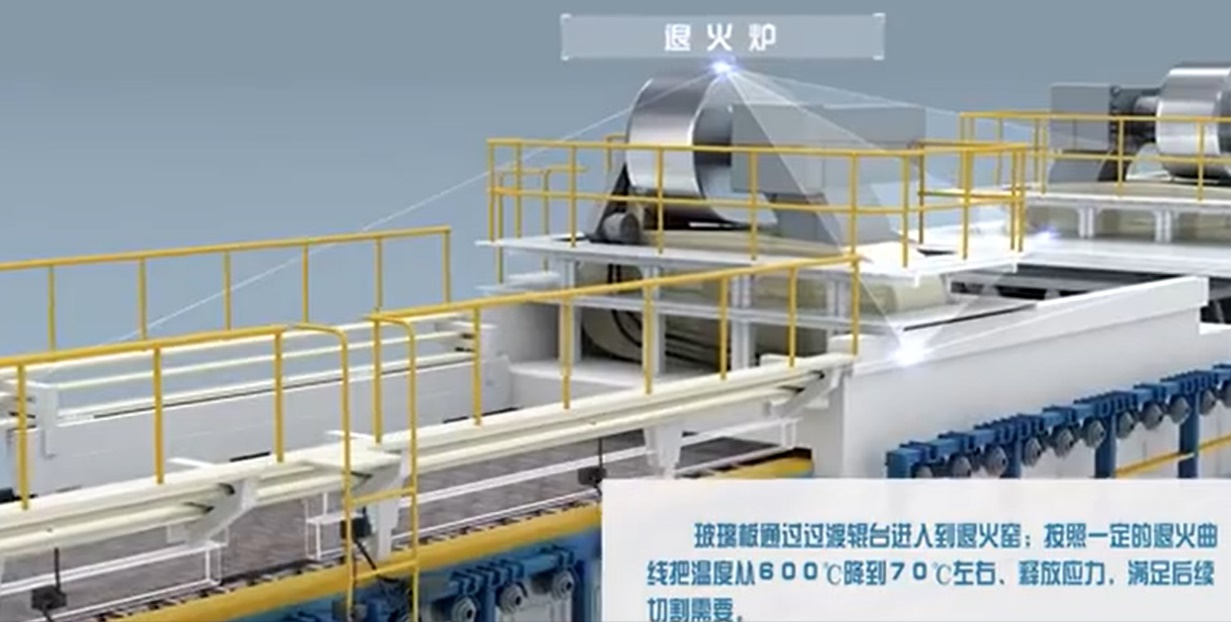 退火炉
玻璃板通过过渡辊台进入到退火窑；按照一定的退火曲
线把温度从600℃降到70℃左右、释放应力，满足后续
切割需要。